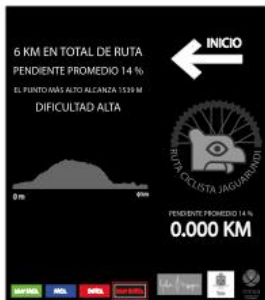 6 KM EN TOTAL DE RUTA
PENDIENTE PROMEDIO 14 %
EL PUNTO MÁS ALTO ALCANZA 1539 M
DIFICULTAD ALTA
INICIO
RUTA CICLISTA JAGUARUNDI
0 m
PENDIENTE PROMEDIO 14 %
0.000 KM